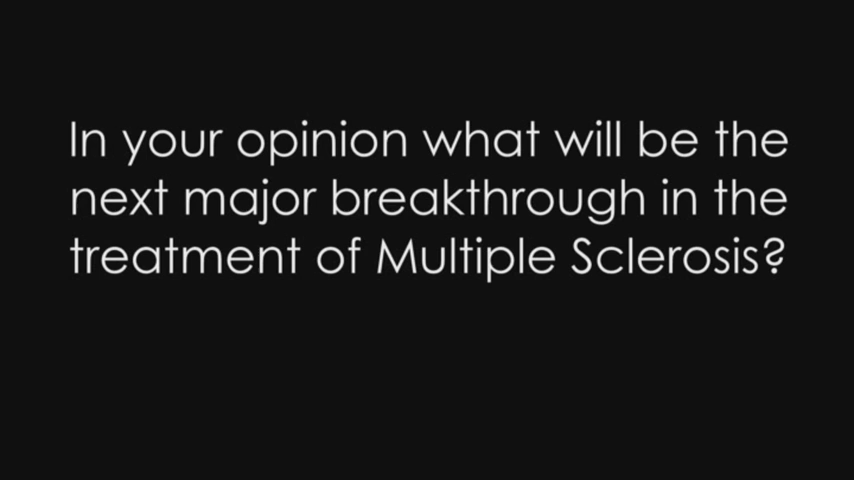 In your opinion what will be the
next major breakthrough in the
treatment of Multiple Sclerosis?